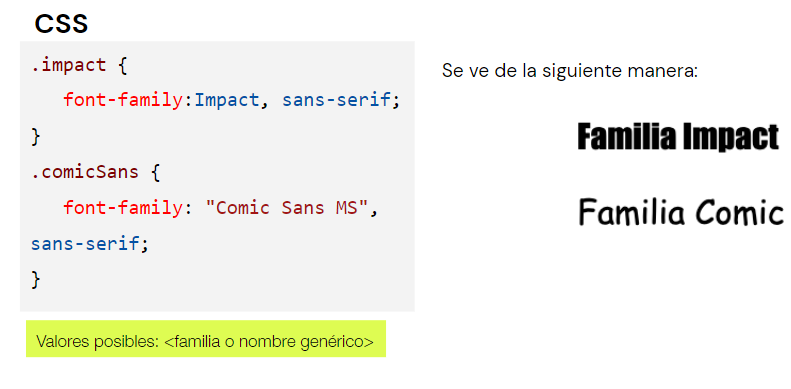 CSS
.impact {
font-family:Impact, sans-serif;
}
.comicSans {
font-family: "Comic Sans MS",
sans-serif;
}
Valores posibles: <familia o nombre genérico>
Se ve de la siguiente manera:
Familia Impact
Familia Comic